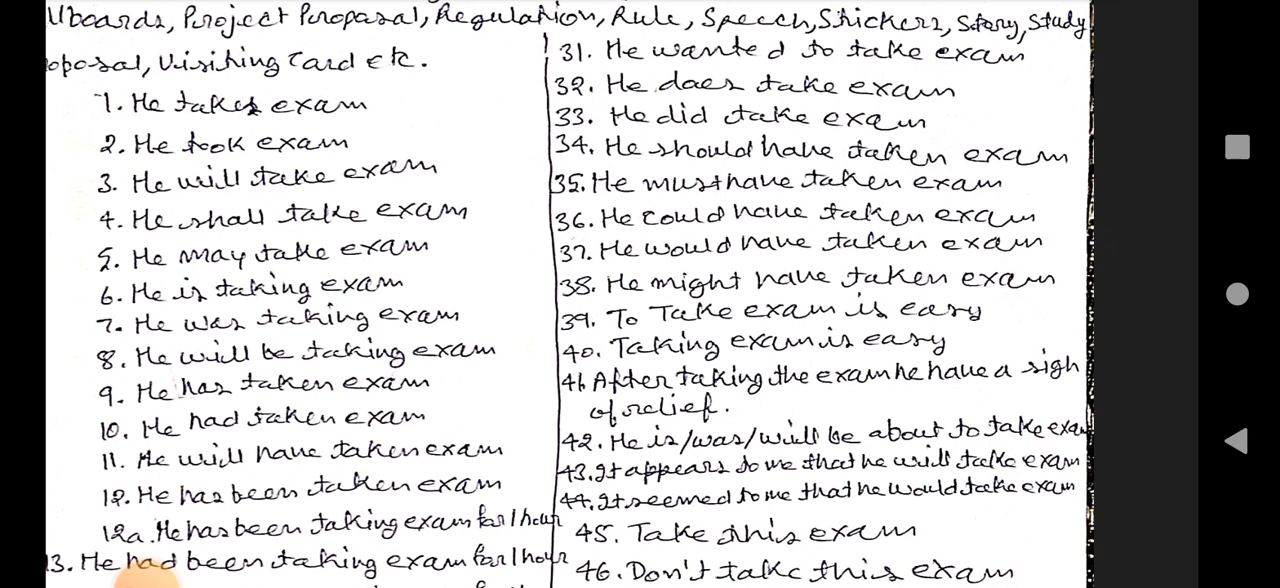 Uboards, Project Proposal, Regulation, Rule, Speech, Stickers, Story, Study
oposal, Visiting Card etc.
1. He takes exam
2. He took exam
3. He will take exam
4. He shall take exam
5. He may take exam
6. He is taking exam
7. He was taking exam
8. He will be taking exam
9. He has taken exam
10. He had taken exam
11. He will have taken exam
12. He has been taken exam
12a. He has been taking exam for 1 hour
13. He had been taking exam for 1 hour
31. He wanted to take exam
32. He does take exam
33. He did take exam
34. He should have taken exam
35. He must have taken exam
36. He could have taken exam
37. He would have taken exam
38. He might have taken exam
39. To Take exam is easy
40. Taking exam is easy
41. After taking the exam he have a sigh
of relief.
42. He is/was/will be about to take exam
43. It appears to me that he will take exam
44. It seemed to me that he would take exam
45. Take this exam
46. Don't take this exam